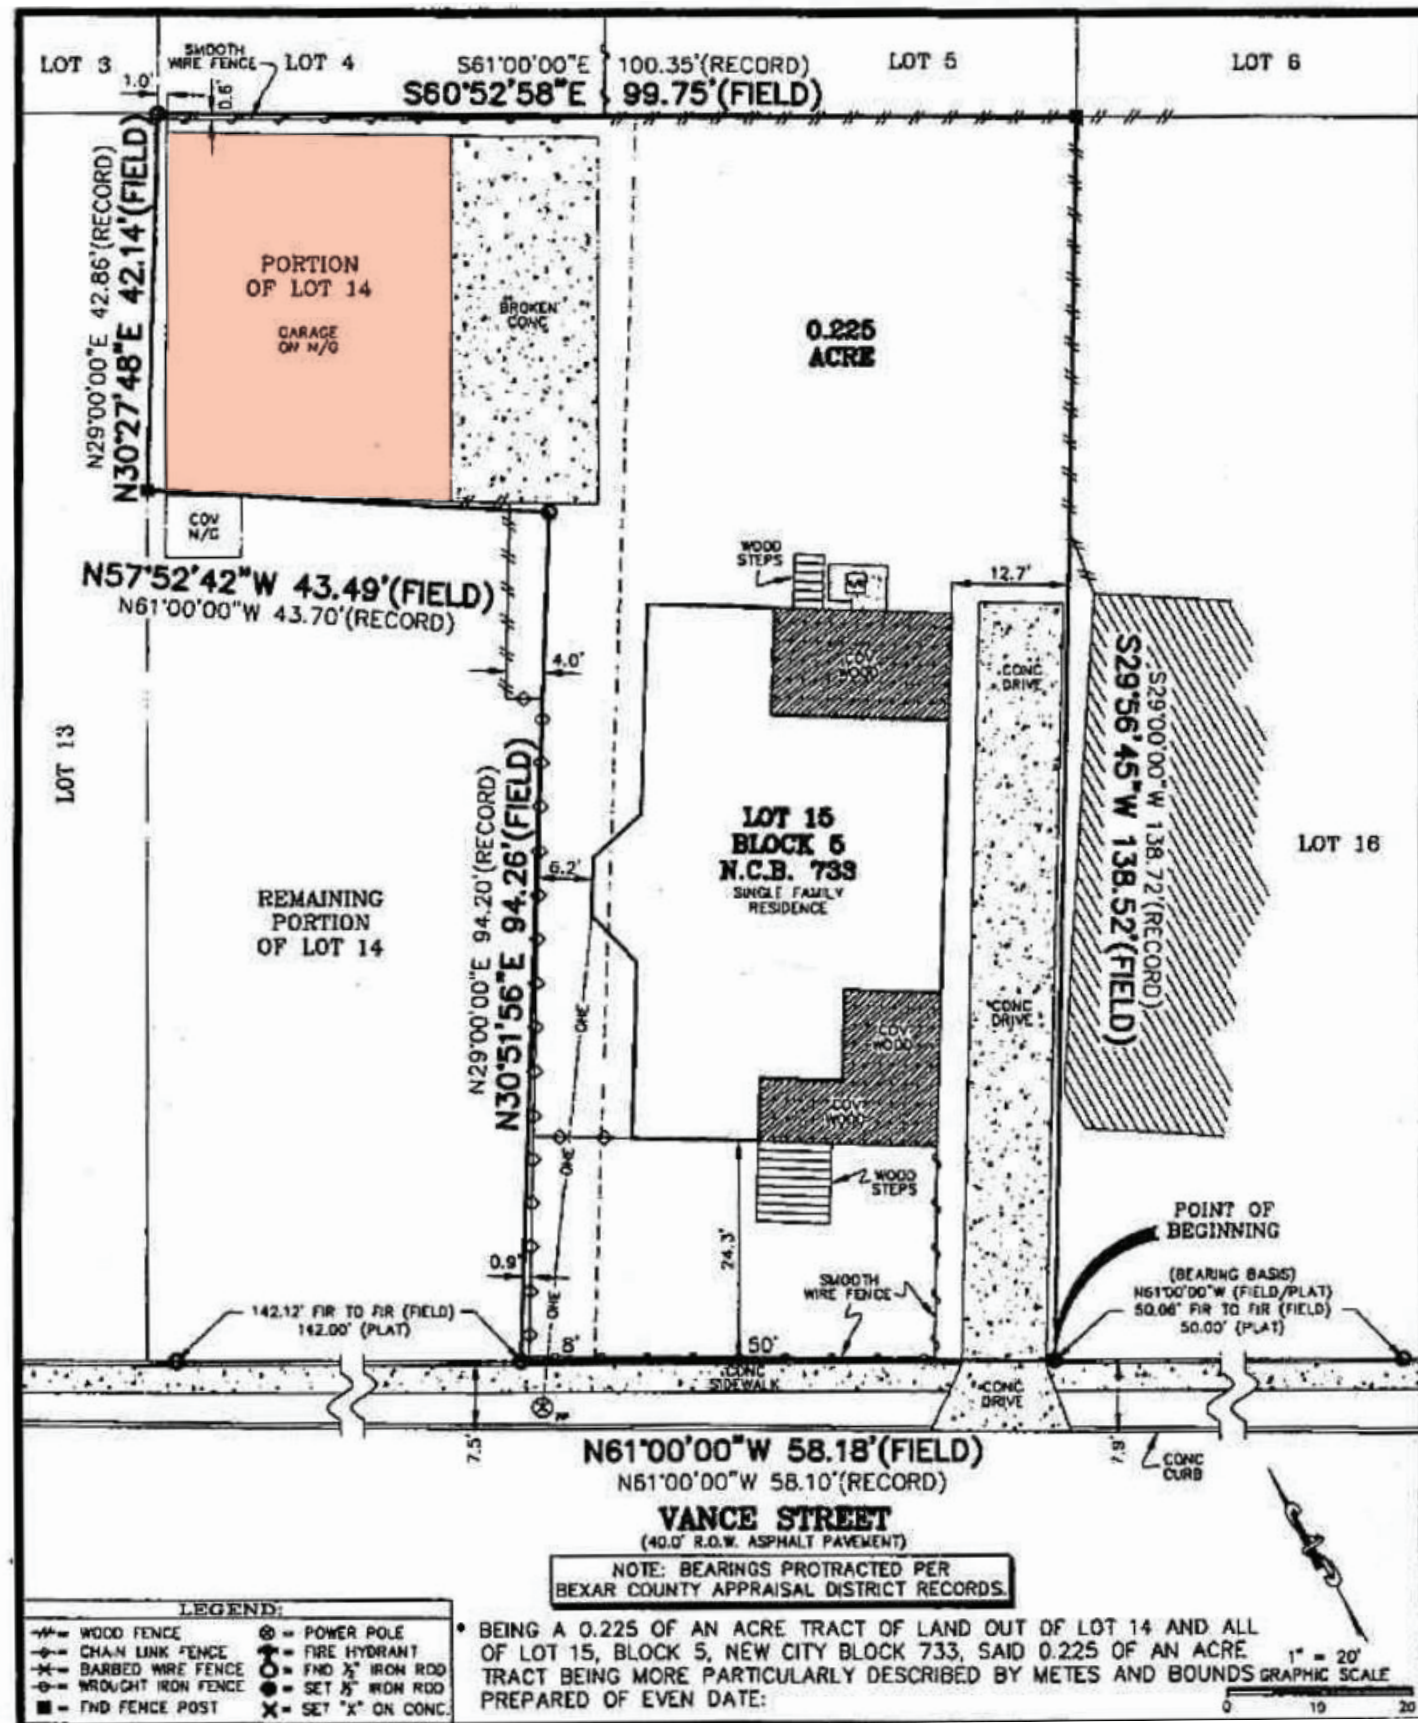 LOT 3
SMOOTH
WIRE FENCE
LOT 4
S61°00'00"E 100.35'(RECORD)
S60°52'58"E 99.75'(FIELD)
LOT 5
LOT 6
1.0'
0.6'
N29°00'00"E 42.86'(RECORD)
N30°27'48"E 42.14'(FIELD)
PORTION
OF LOT 14
GARAGE
ON N/G
BROKEN
CONC
0.225
ACRE
COV
N/G
N57°52'42"W 43.49'(FIELD)
N61°00'00"W 43.70'(RECORD)
WOOD
STEPS
12.7'
4.0'
COV
WOOD
CONC
DRIVE
S29°00'00"W 138.72'(RECORD)
S29°56'45"W 138.52'(FIELD)
LOT 13
LOT 15
BLOCK 5
N.C.B. 733
SINGLE FAMILY
RESIDENCE
LOT 16
6.2'
N29°00'00"E 94.20'(RECORD)
N30°51'56"E 94.26'(FIELD)
REMAINING
PORTION
OF LOT 14
OHE
CONC
DRIVE
COV
WOOD
COV
WOOD
OHE
WOOD
STEPS
24.3'
POINT OF
BEGINNING
0.9'
OHE
SMOOTH
WIRE FENCE
(BEARING BASIS)
N61°00'00"W (FIELD/PLAT)
50.06' FIR TO FIR (FIELD)
50.00' (PLAT)
142.12' FIR TO FIR (FIELD)
142.00' (PLAT)
8'
50'
CONC
SIDEWALK
CONC
DRIVE
PP
7.5'
7.9'
CONC
CURB
N61°00'00"W 58.18'(FIELD)
N61°00'00"W 58.10'(RECORD)
VANCE STREET
(40.0' R.O.W. ASPHALT PAVEMENT)
NOTE: BEARINGS PROTRACTED PER
BEXAR COUNTY APPRAISAL DISTRICT RECORDS.
LEGEND:
= WOOD FENCE
= CHAIN LINK FENCE
= BARBED WIRE FENCE
= WROUGHT IRON FENCE
= FND FENCE POST
= POWER POLE
= FIRE HYDRANT
= FND ½" IRON ROD
= SET ½" IRON ROD
= SET "X" ON CONC.
* BEING A 0.225 OF AN ACRE TRACT OF LAND OUT OF LOT 14 AND ALL
OF LOT 15, BLOCK 5, NEW CITY BLOCK 733, SAID 0.225 OF AN ACRE
TRACT BEING MORE PARTICULARLY DESCRIBED BY METES AND BOUNDS
PREPARED OF EVEN DATE:
1" = 20'
GRAPHIC SCALE
0 10 20